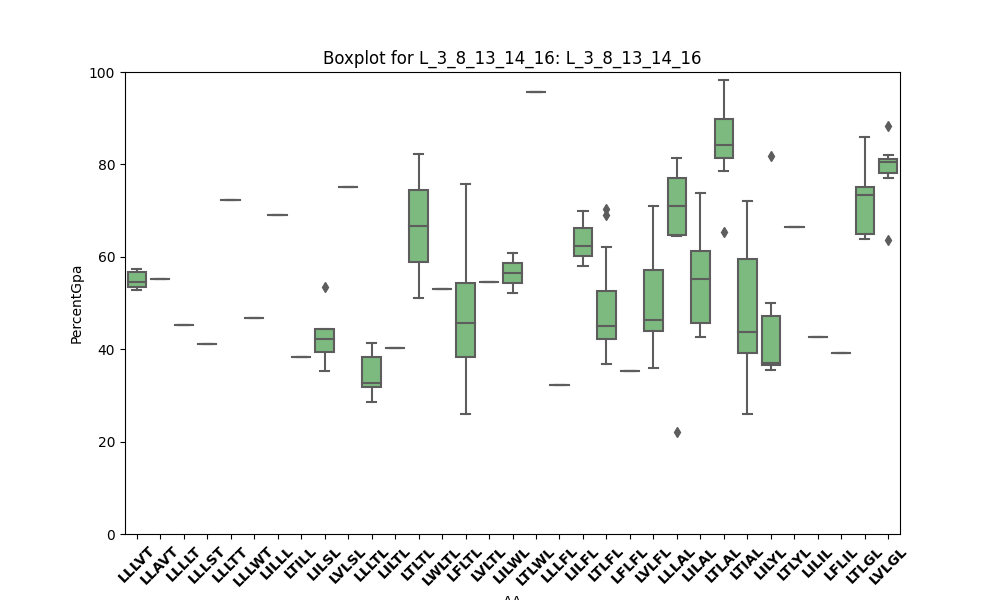 Boxplot for L_3_8_13_14_16: L_3_8_13_14_16
100
80
60
40
20
0
PercentGpa
LLLVT
LLAVT
LLLLT
LLLST
LLLTT
LLLWT
LILLL
LTILL
LILSL
LVLSL
LLLTL
LILTL
LTLTL
LWLTL
LFLTL
LVLTL
LILWL
LTLWL
LLLFL
LILFL
LTLFL
LFLFL
LVLFL
LLLAL
LILAL
LTLAL
LTIAL
LILYL
LTLYL
LILIL
LFLIL
LTLGL
LVLGL
AA